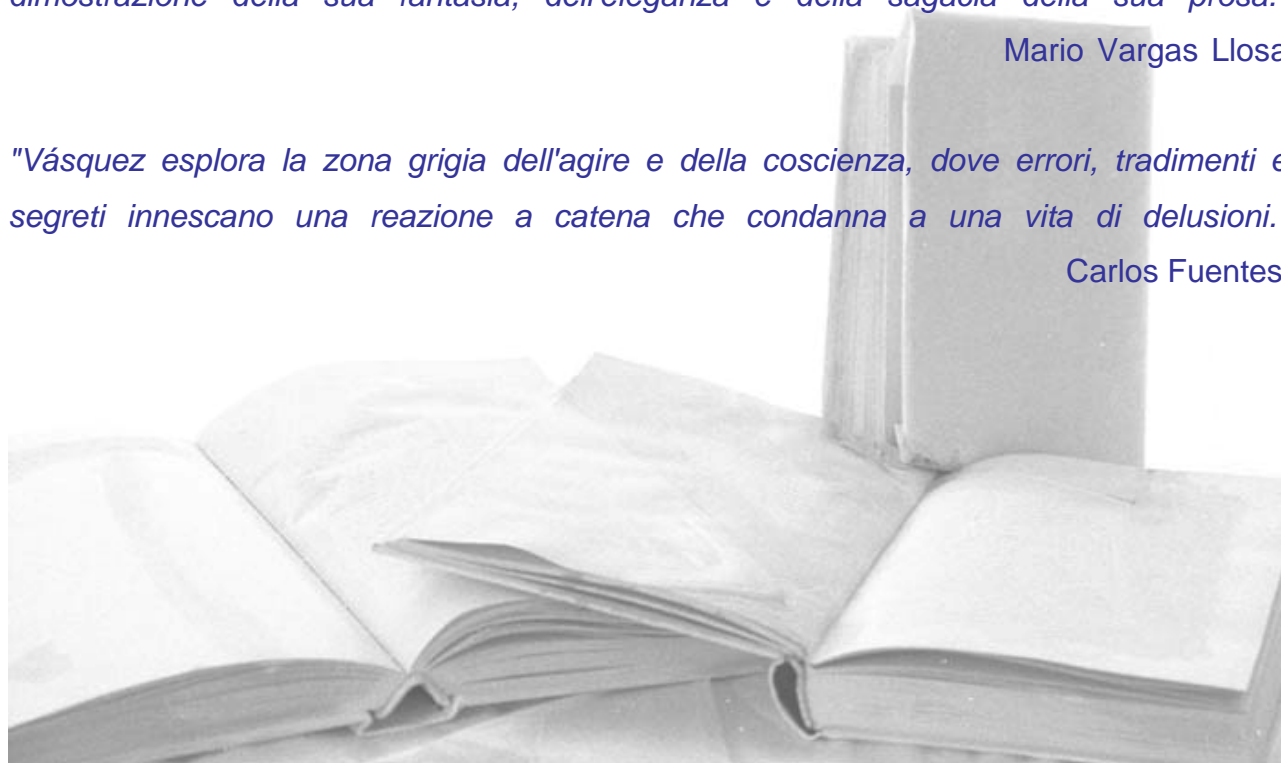 dimostrazione della sua fantasia, dell'eleganza e della sagacia della sua prosa.
Mario Vargas Llosa
"Vásquez esplora la zona grigia dell'agire e della coscienza, dove errori, tradimenti e
segreti innescano una reazione a catena che condanna a una vita di delusioni.
Carlos Fuentes